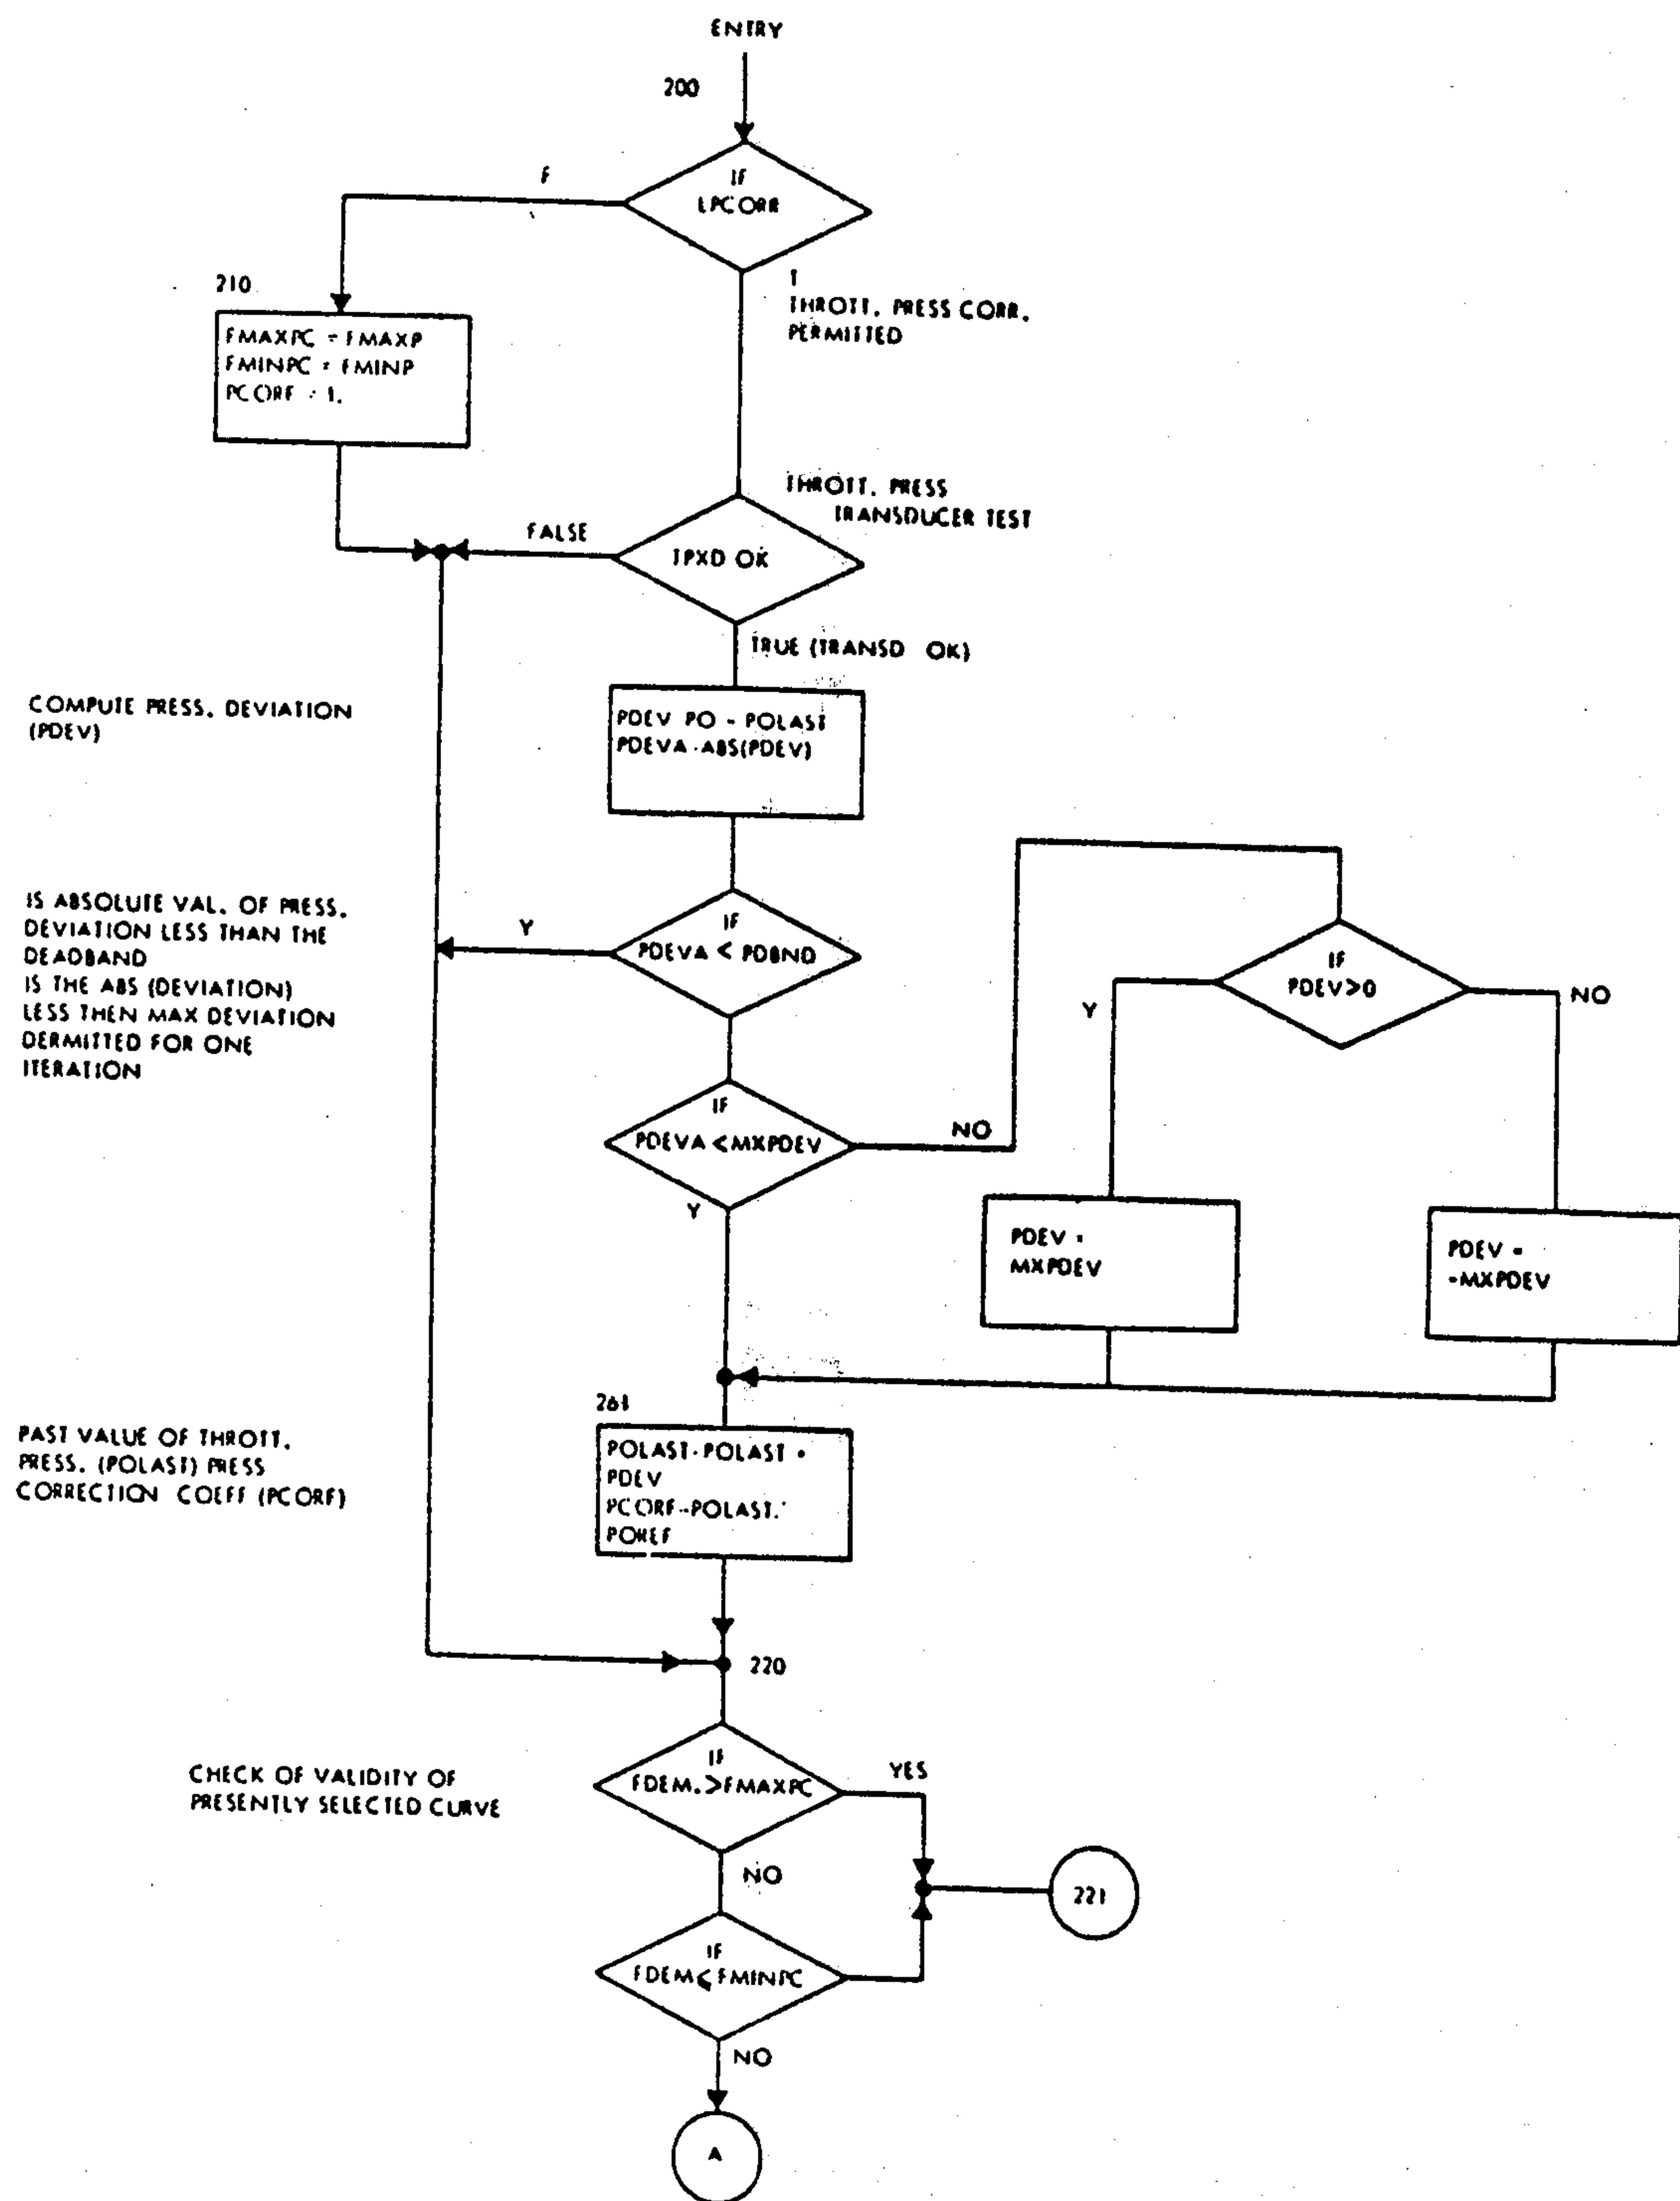 ENTRY
200
IF
LPCORR
F
T
THROTT. PRESS CORR.
PERMITTED
210
FMAXPC = FMAXP
FMINPC = FMINP
PCORF = 1.
THROTT. PRESS
TRANSDUCER TEST
TPXD OK
FALSE
TRUE (TRANSD OK)
COMPUTE PRESS. DEVIATION
(PDEV)
PDEV PO - POLAST
PDEVA-ABS(PDEV)
IS ABSOLUTE VAL. OF PRESS.
DEVIATION LESS THAN THE
DEADBAND
IS THE ABS (DEVIATION)
LESS THEN MAX DEVIATION
DERMITTED FOR ONE
ITERATION
IF
PDEVA < PDBND
Y
IF
PDEV>0
Y
NO
IF
PDEVA <MXPDEV
NO
Y
PDEV =
MXPDEV
PDEV =
-MXPDEV
PAST VALUE OF THROTT.
PRESS. (POLAST) PRESS
CORRECTION COEFF (PCORF)
261
POLAST-POLAST +
PDEV
PCORF-POLAST/
POREF
220
CHECK OF VALIDITY OF
PRESENTLY SELECTED CURVE
IF
FDEM. >FMAXPC
YES
NO
221
IF
FDEM< FMINPC
NO
A